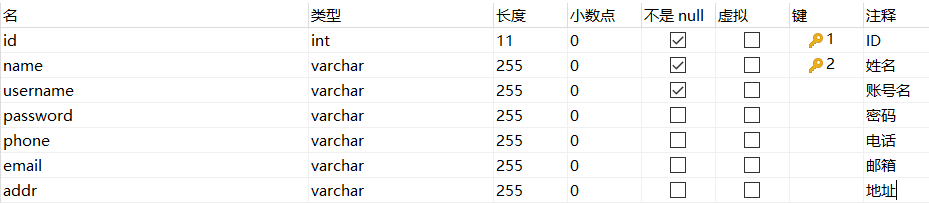 名 类型 长度 小数点 不是 null 虚拟 键 注释
id int 11 0 1 ID
name varchar 255 0 2 姓名
username varchar 255 0 账号名
password varchar 255 0 密码
phone varchar 255 0 电话
email varchar 255 0 邮箱
addr varchar 255 0 地址